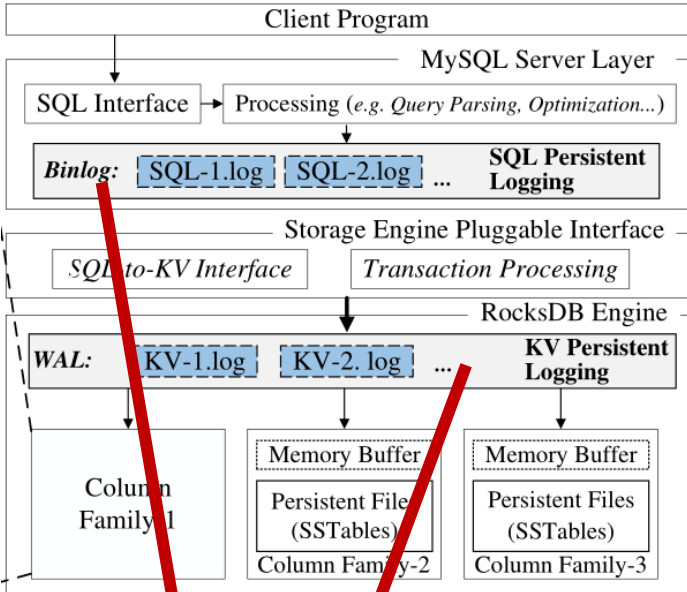 Client Program
MySQL Server Layer
SQL Interface
Processing (e.g. Query Parsing, Optimization...)
Binlog: SQL-1.log SQL-2.log ... SQL Persistent
Logging
Storage Engine Pluggable Interface
SQL-to-KV Interface
Transaction Processing
RocksDB Engine
WAL: KV-1.log KV-2. log ... KV Persistent
Logging
Column
Family-1
Memory Buffer
Persistent Files
(SSTables)
Column Family-2
Memory Buffer
Persistent Files
(SSTables)
Column Family-3